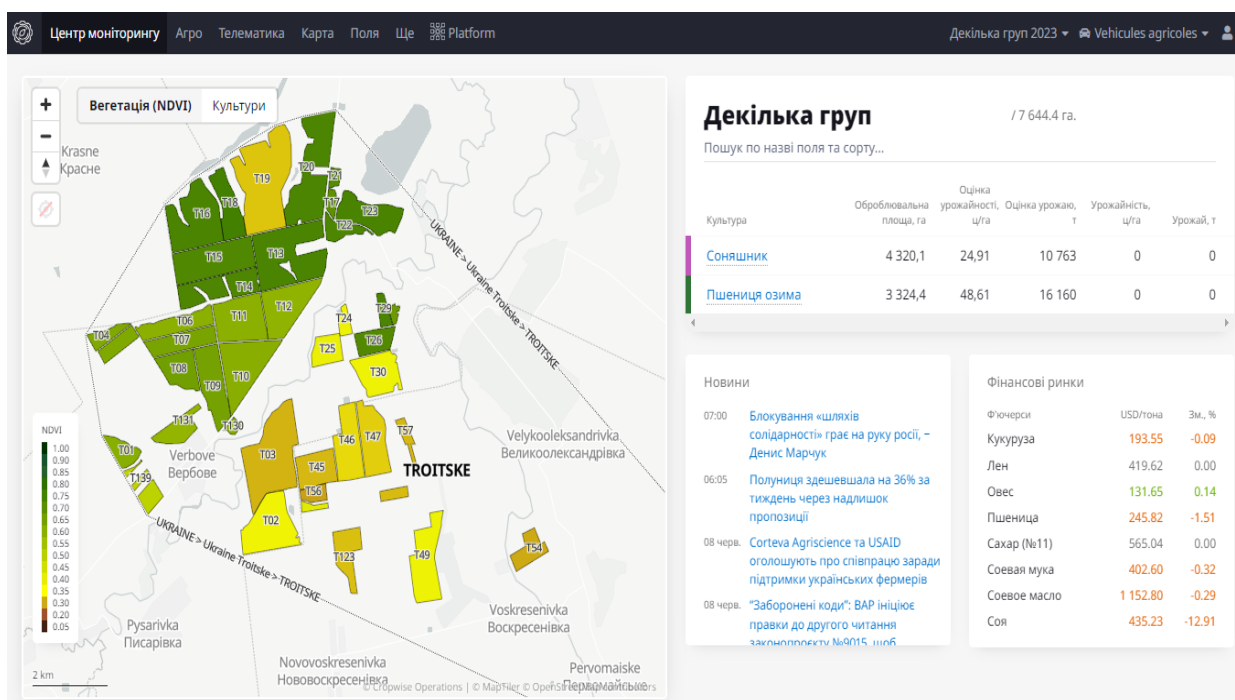 Центр моніторингу Агро Телематика Карта Поля Ще Platform Декілька груп 2023 Vehicules agricoles
+
−
Вегетація (NDVI) Культури
Krasne
Красне
T19
T20
T21
T16
T18
T17
T23
T22
T15
T13
T14
T12
T11
T06
T04
T07
T08
T09
T10
T24
T29
T25
T26
T30
T131
T130
T01
T139
T03
T46
T47
T57
T45
T56
T02
T123
T49
T54
UKRAINE > Ukraine Troitske > TROITSKE
UKRAINE > Ukraine Troitske > TROITSKE
TROITSKE
Velykooleksandrivka
Великоолександрівка
Verbove
Вербове
Voskresenivka
Воскресенівка
Pysarivka
Писарівка
Novovoskresenivka
Нововоскресенівка
Pervomaiske
NDVI
1.00
0.90
0.85
0.80
0.75
0.70
0.65
0.60
0.55
0.50
0.45
0.40
0.35
0.30
0.20
0.05
2 km
© Cropwise Operations | © MapTiler © OpenStreetMap contributors
Декілька груп / 7 644.4 га.
Пошук по назві поля та сорту...
Культура Оброблювальна площа, га Оцінка урожайності, ц/га Оцінка урожаю, т Урожайність, ц/га Урожай, т
Соняшник 4 320,1 24,91 10 763 0 0
Пшениця озима 3 324,4 48,61 16 160 0 0
Новини
07:00 Блокування «шляхів
солідарності» грає на руку росії, –
Денис Марчук
06:05 Полуниця здешевшала на 36% за
тиждень через надлишок
пропозиції
08 черв. Corteva Agriscience та USAID
оголошують про співпрацю заради
підтримки українських фермерів
08 черв. "Заборонені коди": ВАР ініціює
правки до другого читання
законопроєкту №9015, щоб
Фінансові ринки
Ф'ючерси USD/тона Зм., %
Кукуруза 193.55 -0.09
Лен 419.62 0.00
Овес 131.65 0.14
Пшеница 245.82 -1.51
Сахар (№11) 565.04 0.00
Соевая мука 402.60 -0.32
Соевое масло 1 152.80 -0.29
Соя 435.23 -12.91